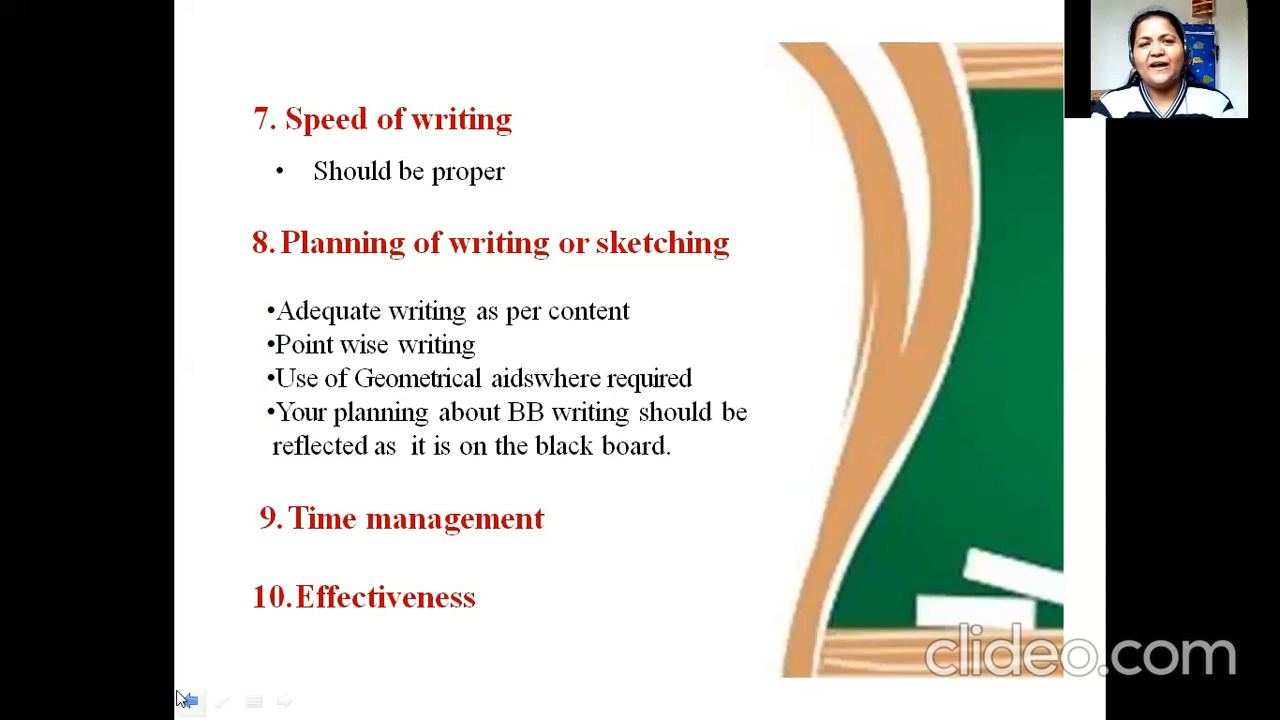 7. Speed of writing
• Should be proper
8. Planning of writing or sketching
•Adequate writing as per content
•Point wise writing
•Use of Geometrical aidswhere required
•Your planning about BB writing should be
reflected as it is on the black board.
9. Time management
10. Effectiveness
clideo.com